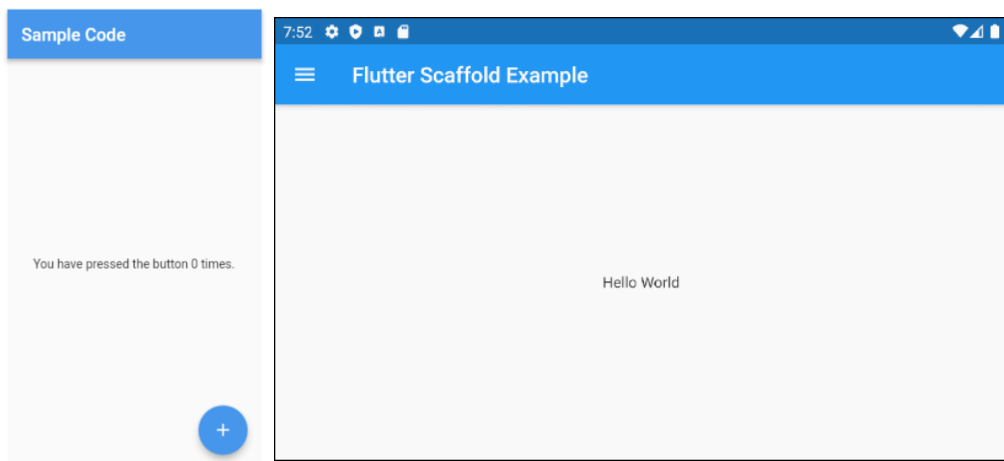 Sample Code
You have pressed the button 0 times.
7:52
Flutter Scaffold Example
Hello World